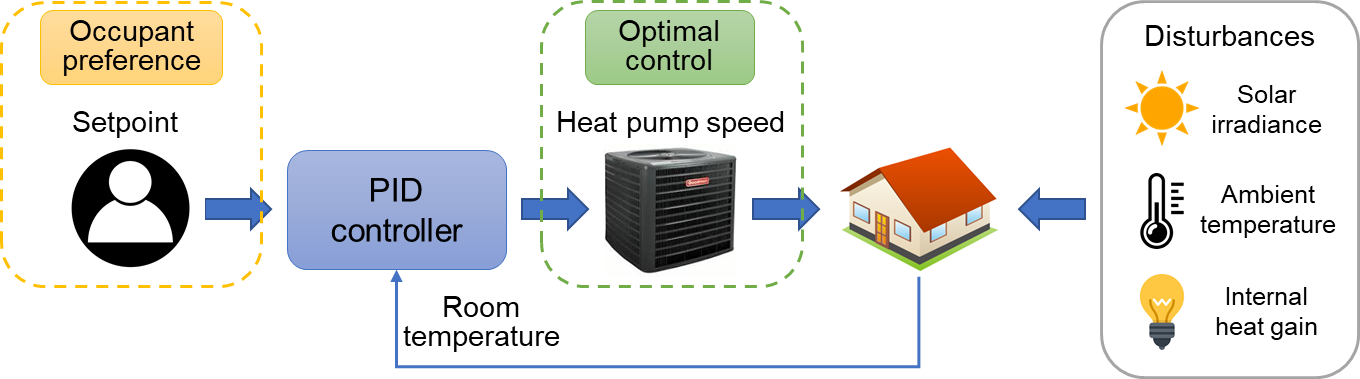 Occupant
preference
Setpoint
PID
controller
Room
temperature
Optimal
control
Heat pump speed
Disturbances
Solar
irradiance
Ambient
temperature
Internal
heat gain